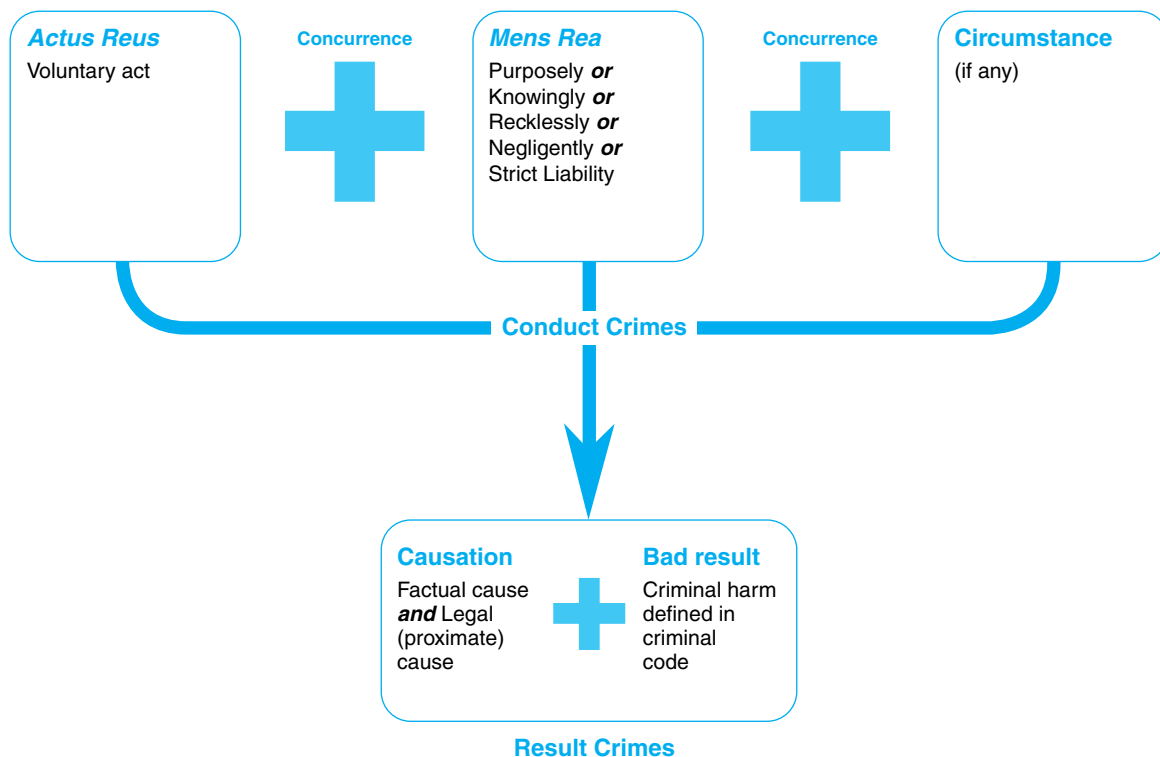 Actus Reus
Voluntary act
Concurrence
Mens Rea
Purposely or
Knowingly or
Recklessly or
Negligently or
Strict Liability
Concurrence
Circumstance
(if any)
Conduct Crimes
Causation
Factual cause
and Legal
(proximate)
cause
Bad result
Criminal harm
defined in
criminal
code
Result Crimes